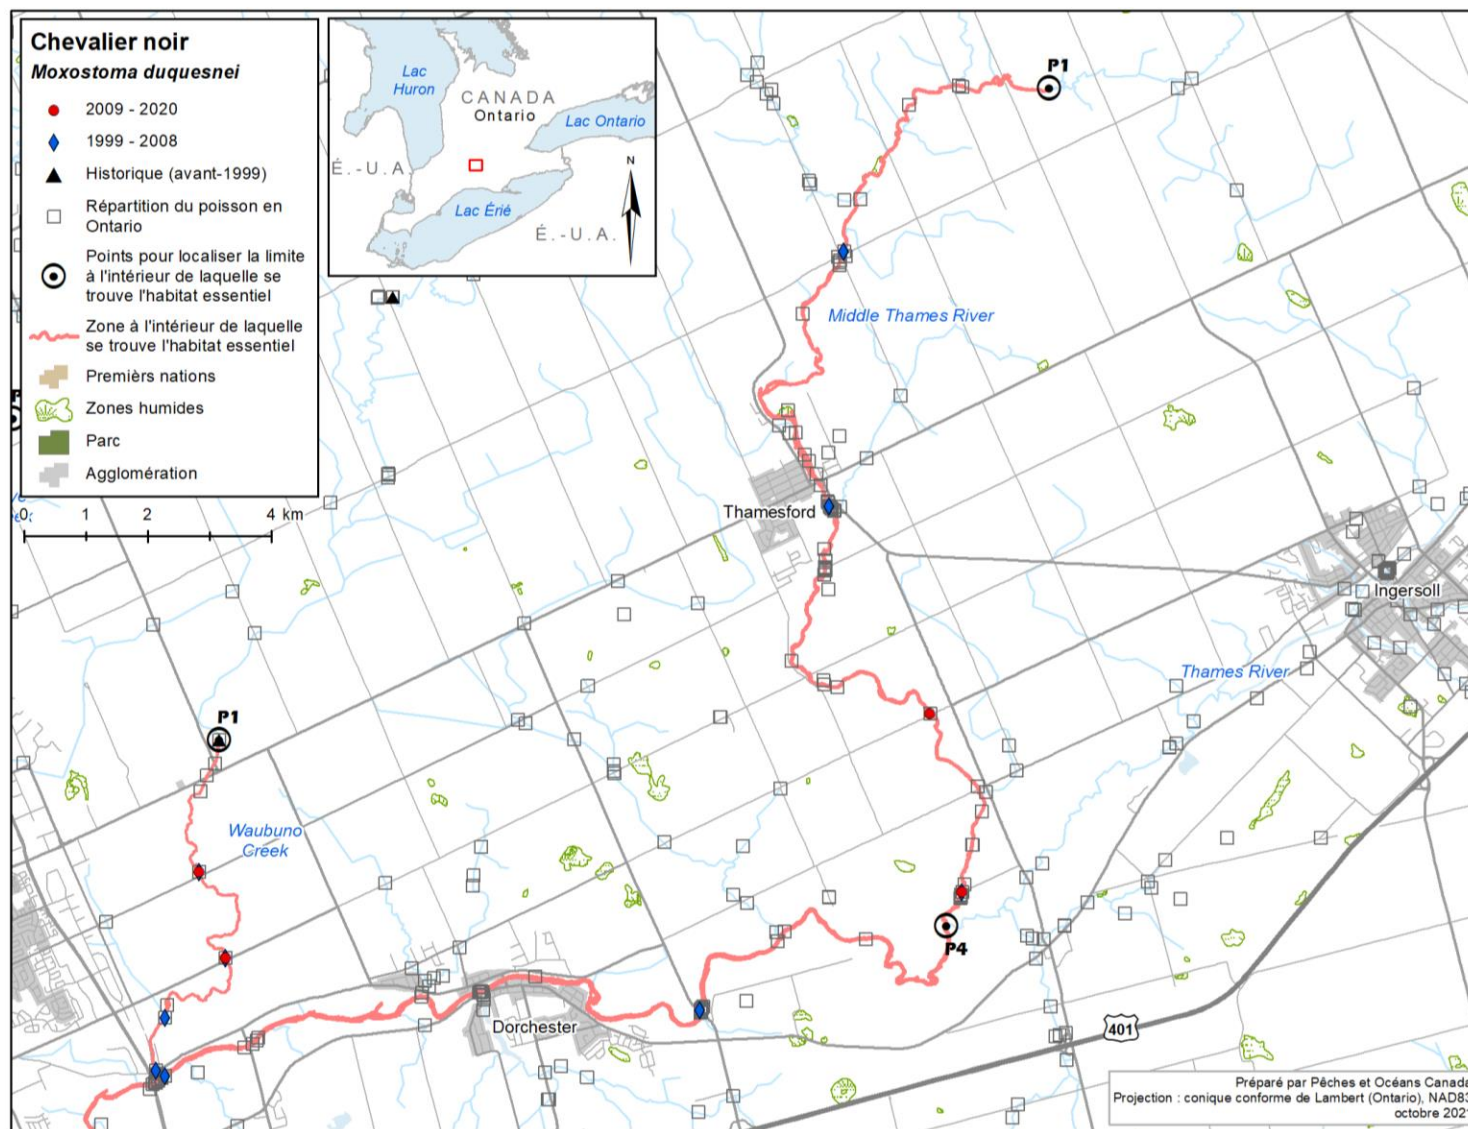 Chevalier noir
Moxostoma duquesnei
2009 - 2020
1999 - 2008
Historique (avant-1999)
Répartition du poisson en
Ontario
Points pour localiser la limite
à l'intérieur de laquelle se
trouve l'habitat essentiel
Zone à l'intérieur de laquelle
se trouve l'habitat essentiel
Premièrs nations
Zones humides
Parc
Agglomération
0 1 2 4 km
Lac
Huron
CANADA
Ontario
Lac Ontario
É.-U.A.
Lac Érié
É.-U.A.
N
P1
Middle Thames River
Thamesford
Ingersoll
Thames River
P1
Waubuno
Creek
P4
Dorchester
401
Préparé par Pêches et Océans Canada
Projection : conique conforme de Lambert (Ontario), NAD83
octobre 2021